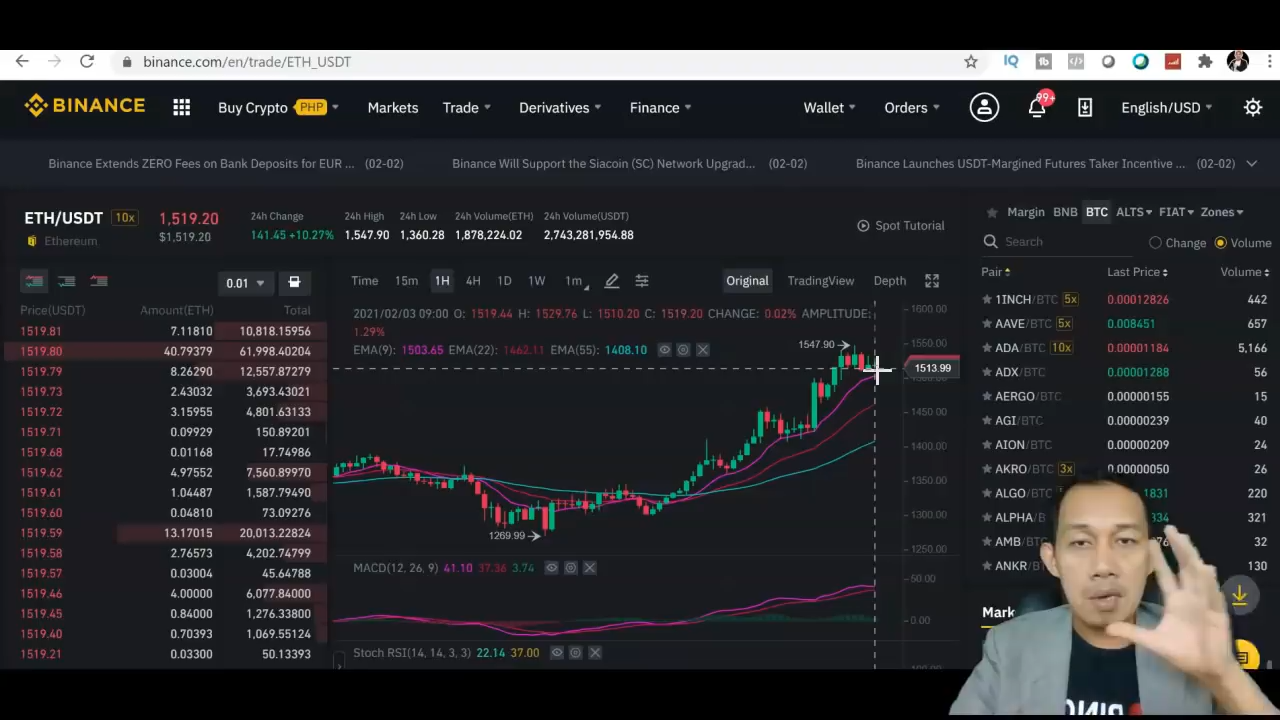 binance.com/en/trade/ETH_USDT
BINANCE Buy Crypto PHP Markets Trade Derivatives Finance Wallet Orders 99+ English/USD
Binance Extends ZERO Fees on Bank Deposits for EUR ... (02-02) Binance Will Support the Siacoin (SC) Network Upgrad... (02-02) Binance Launches USDT-Margined Futures Taker Incentive ... (02-02)
ETH/USDT 10x 1,519.20 24h Change 24h High 24h Low 24h Volume(ETH) 24h Volume(USDT)
Ethereum $1,519.20 141.45 +10.27% 1,547.90 1,360.28 1,878,224.02 2,743,281,954.88
Spot Tutorial
Margin BNB BTC ALTS FIAT Zones
Search Change Volume
Pair Last Price Volume
1INCH/BTC 5x 0.00012826 442
AAVE/BTC 5x 0.008451 657
ADA/BTC 10x 0.00001184 5,166
ADX/BTC 0.00001288 56
AERGO/BTC 0.00000155 15
AGI/BTC 0.00000239 40
AION/BTC 0.00000209 24
AKRO/BTC 3x 0.00000050 26
ALGO/BTC 1831 220
ALPHA/B 334 321
AMB/BTC 76 32
ANKR/BTC 130
Mark
0.01
Price(USDT) Amount(ETH) Total
1519.81 7.11810 10,818.15956
1519.80 40.79379 61,998.40204
1519.79 8.26290 12,557.87279
1519.73 2.43032 3,693.43021
1519.72 3.15955 4,801.63133
1519.71 0.09929 150.89201
1519.68 0.01168 17.74986
1519.62 4.97552 7,560.89970
1519.61 1.04487 1,587.79490
1519.60 0.04810 73.09276
1519.59 13.17015 20,013.22824
1519.58 2.76573 4,202.74799
1519.57 0.03004 45.64788
1519.46 4.00000 6,077.84000
1519.45 0.84000 1,276.33800
1519.40 0.70393 1,069.55124
1519.21 0.03300 50.13393
Time 15m 1H 4H 1D 1W 1m Original TradingView Depth
2021/02/03 09:00 O: 1519.44 H: 1529.76 L: 1510.20 C: 1519.20 CHANGE: 0.02% AMPLITUDE:
1.29%
EMA(9): 1503.65 EMA(22): 1462.11 EMA(55): 1408.10
1547.90
1269.99
1600.00
1550.00
1513.99
1500.00
1450.00
1400.00
1350.00
1300.00
1250.00
MACD(12, 26, 9) 41.10 37.36 3.74
50.00
0.00
Stoch RSI(14, 14, 3, 3) 22.14 37.00